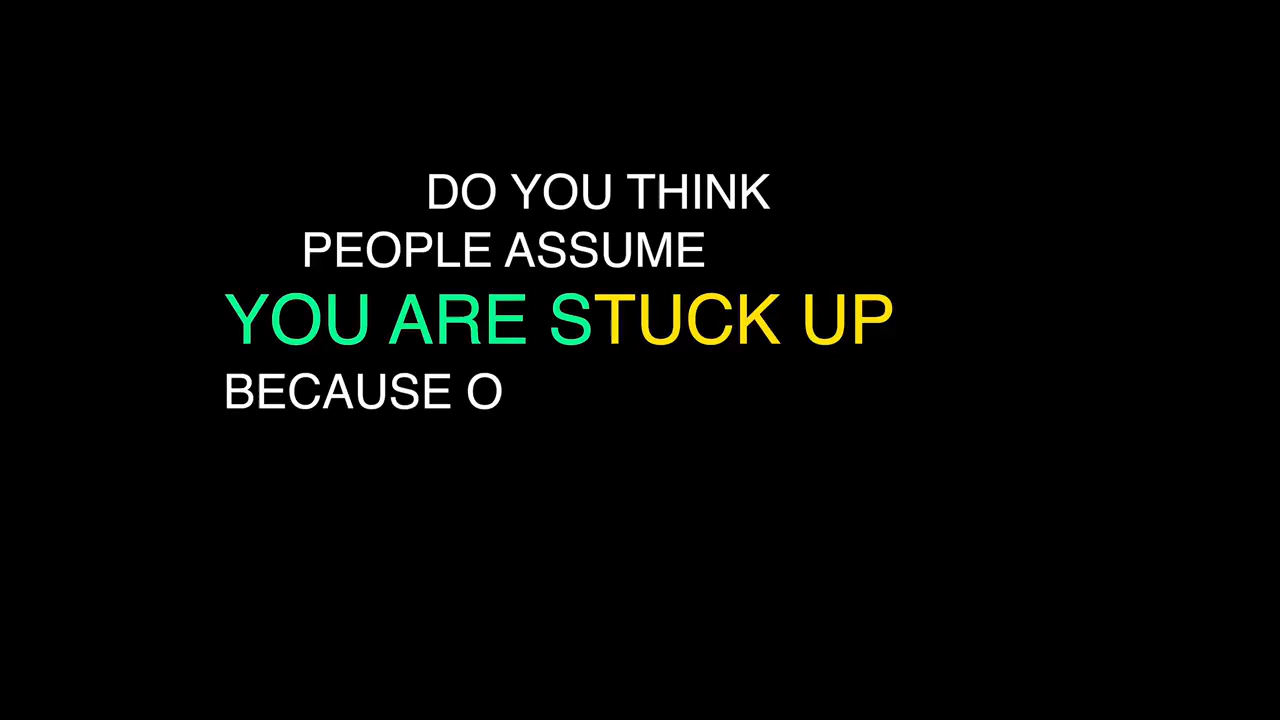 DO YOU THINK
PEOPLE ASSUME
YOU ARE STUCK UP
BECAUSE O